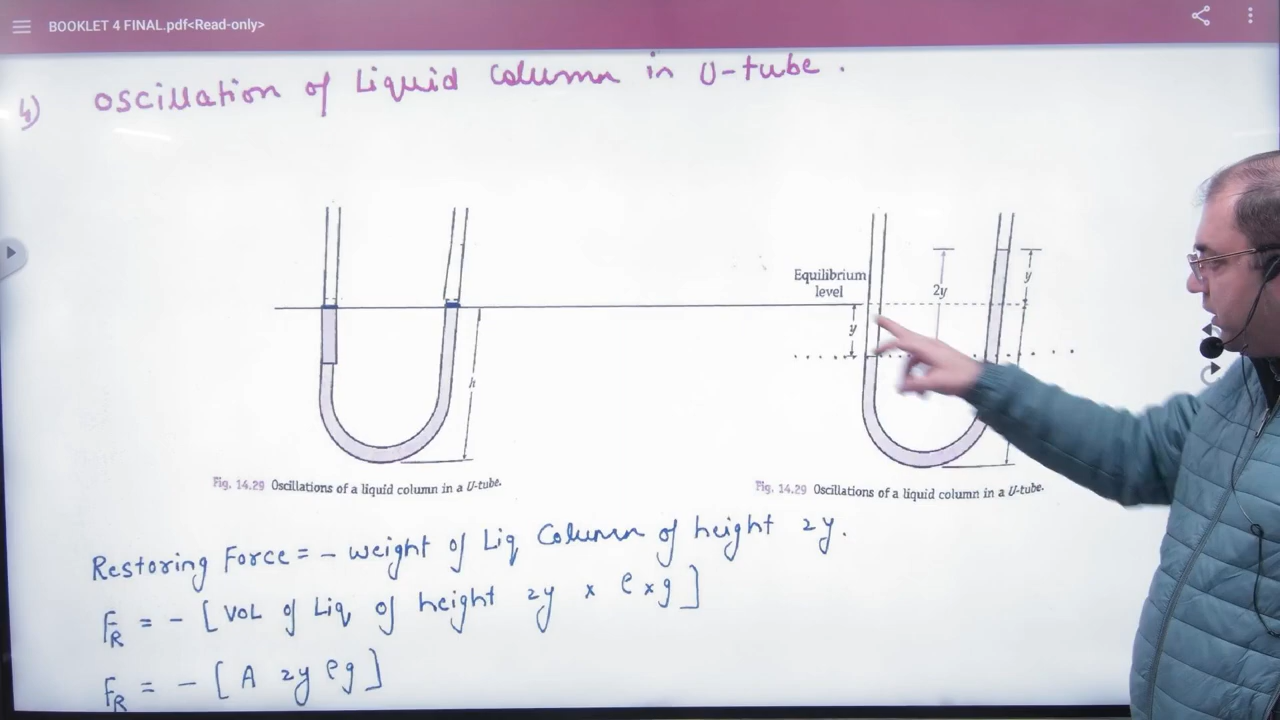 BOOKLET 4 FINAL.pdf<Read-only>
4) Oscillation of Liquid Column in U-tube.
Equilibrium level
2y
y
y
h
Fig. 14.29 Oscillations of a liquid column in a U-tube.
Fig. 14.29 Oscillations of a liquid column in a U-tube.
Restoring Force = - weight of Liq Column of height 2y.
F_R = - [ VOL of Liq of height 2y x ρ x g ]
F_R = - [ A 2y ρg ]